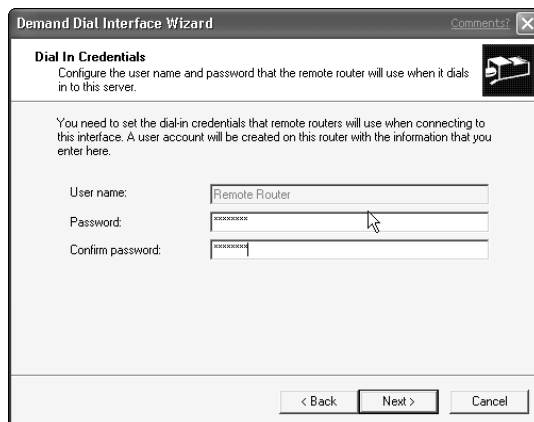 Demand Dial Interface Wizard
Comments?
Dial In Credentials
Configure the user name and password that the remote router will use when it dials
in to this server.
You need to set the dial-in credentials that remote routers will use when connecting to
this interface. A user account will be created on this router with the information that you
enter here.
User name:
Remote Router
Password:
xxxxxxxx
Confirm password:
xxxxxxxx
< Back
Next >
Cancel